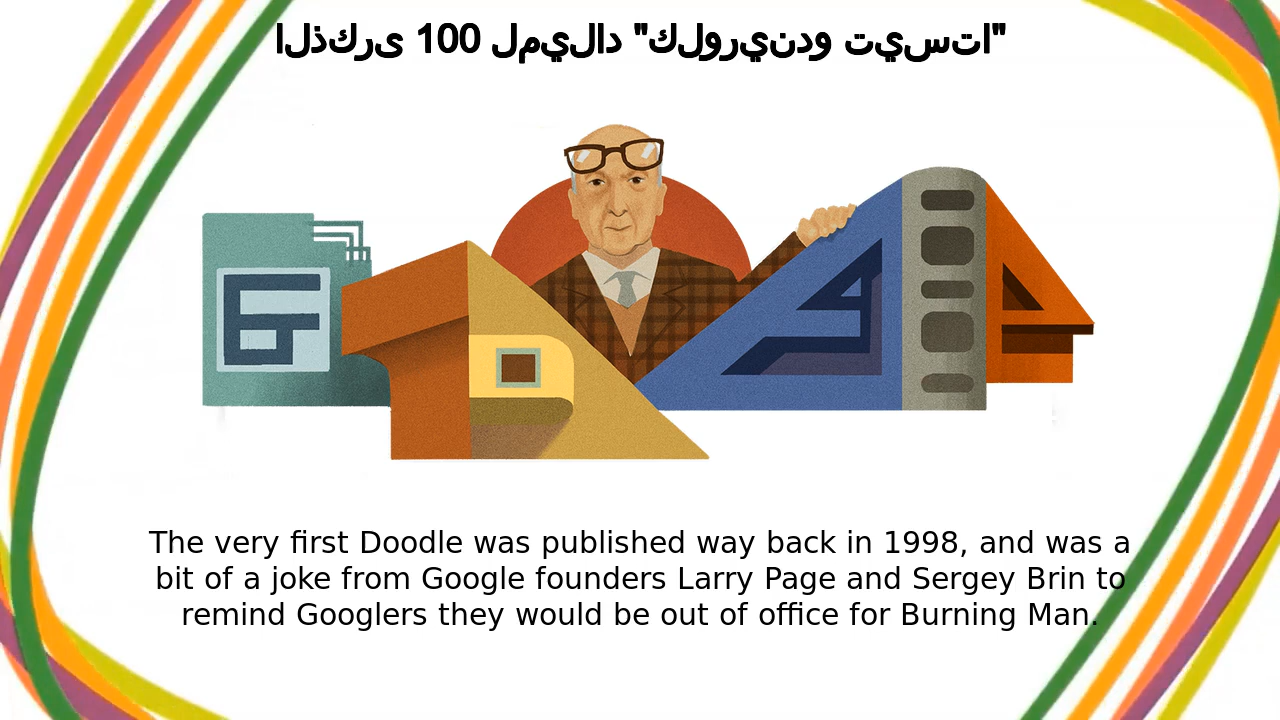 الذكرى 100 لميلاد "كلوريندو تيستا"
The very first Doodle was published way back in 1998, and was a
bit of a joke from Google founders Larry Page and Sergey Brin to
remind Googlers they would be out of office for Burning Man.